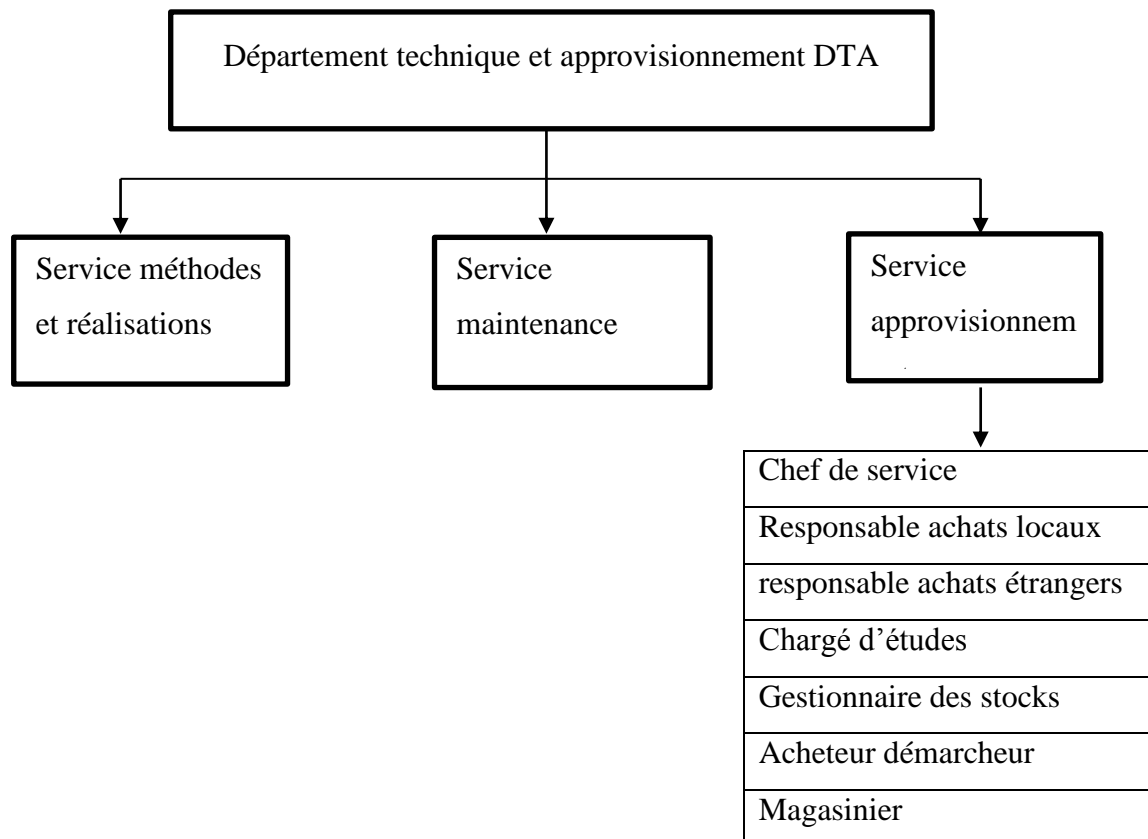 Département technique et approvisionnement DTA
Service méthodes
et réalisations
Service
maintenance
Service
approvisionnem
Chef de service
Responsable achats locaux
responsable achats étrangers
Chargé d’études
Gestionnaire des stocks
Acheteur démarcheur
Magasinier